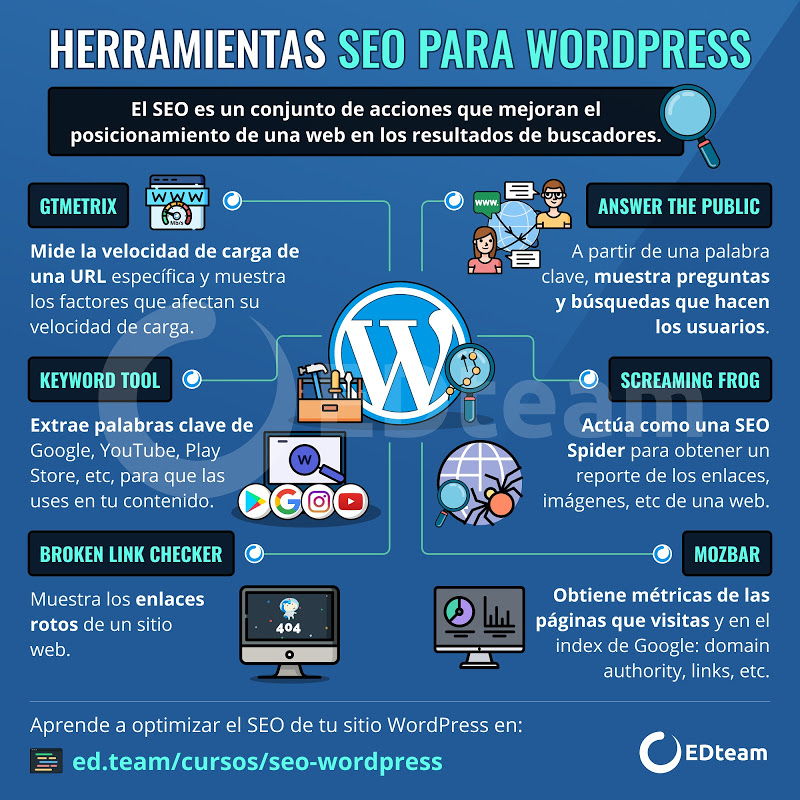 HERRAMIENTAS SEO PARA WORDPRESS
El SEO es un conjunto de acciones que mejoran el
posicionamiento de una web en los resultados de buscadores.
GTMETRIX
WWW
Mb/s
Mide la velocidad de carga de
una URL específica y muestra
los factores que afectan su
velocidad de carga.
www.
ANSWER THE PUBLIC
A partir de una palabra
clave, muestra preguntas
y búsquedas que hacen
los usuarios.
W
EDteam
KEYWORD TOOL
Extrae palabras clave de
Google, YouTube, Play
Store, etc, para que las
uses en tu contenido.
W
G
SCREAMING FROG
Actúa como una SEO
Spider para obtener un
reporte de los enlaces,
imágenes, etc de una web.
BROKEN LINK CHECKER
Muestra los enlaces
rotos de un sitio
web.
404
MOZBAR
Obtiene métricas de las
páginas que visitas y en el
index de Google: domain
authority, links, etc.
Aprende a optimizar el SEO de tu sitio WordPress en:
ed.team/cursos/seo-wordpress
EDteam